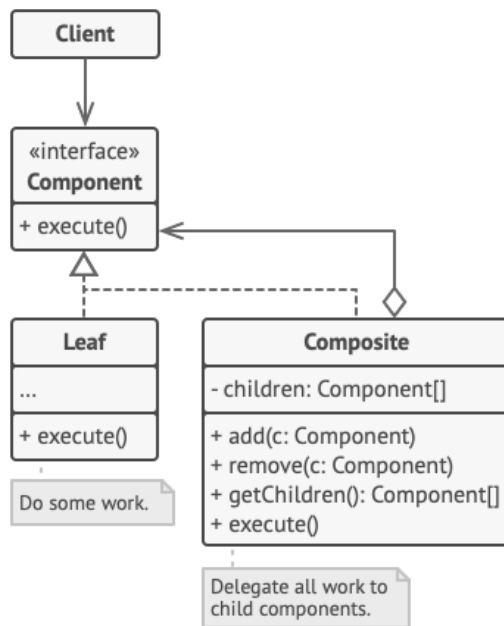 Client
«interface»
Component
+ execute()
Leaf
...
+ execute()
Do some work.
Composite
- children: Component[]
+ add(c: Component)
+ remove(c: Component)
+ getChildren(): Component[]
+ execute()
Delegate all work to
child components.